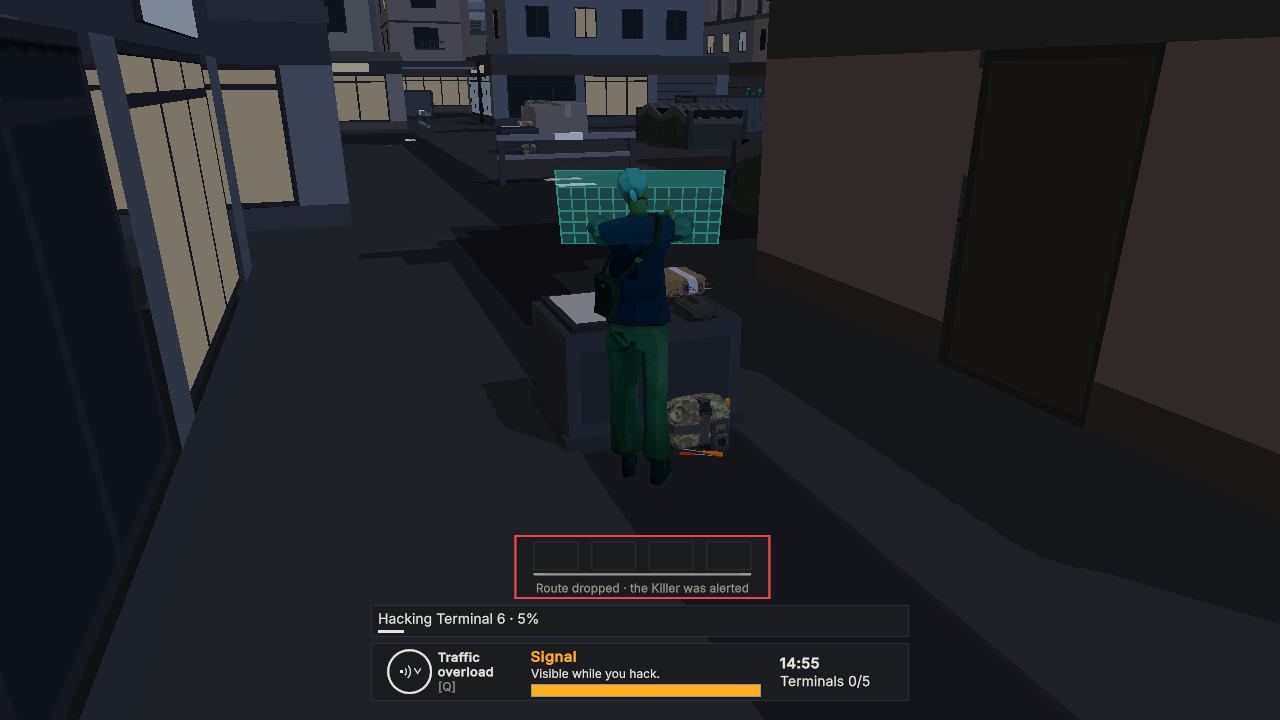 Route dropped · the Killer was alerted
Hacking Terminal 6 · 5%
Traffic
overload
[Q]
Signal
Visible while you hack.
14:55
Terminals 0/5